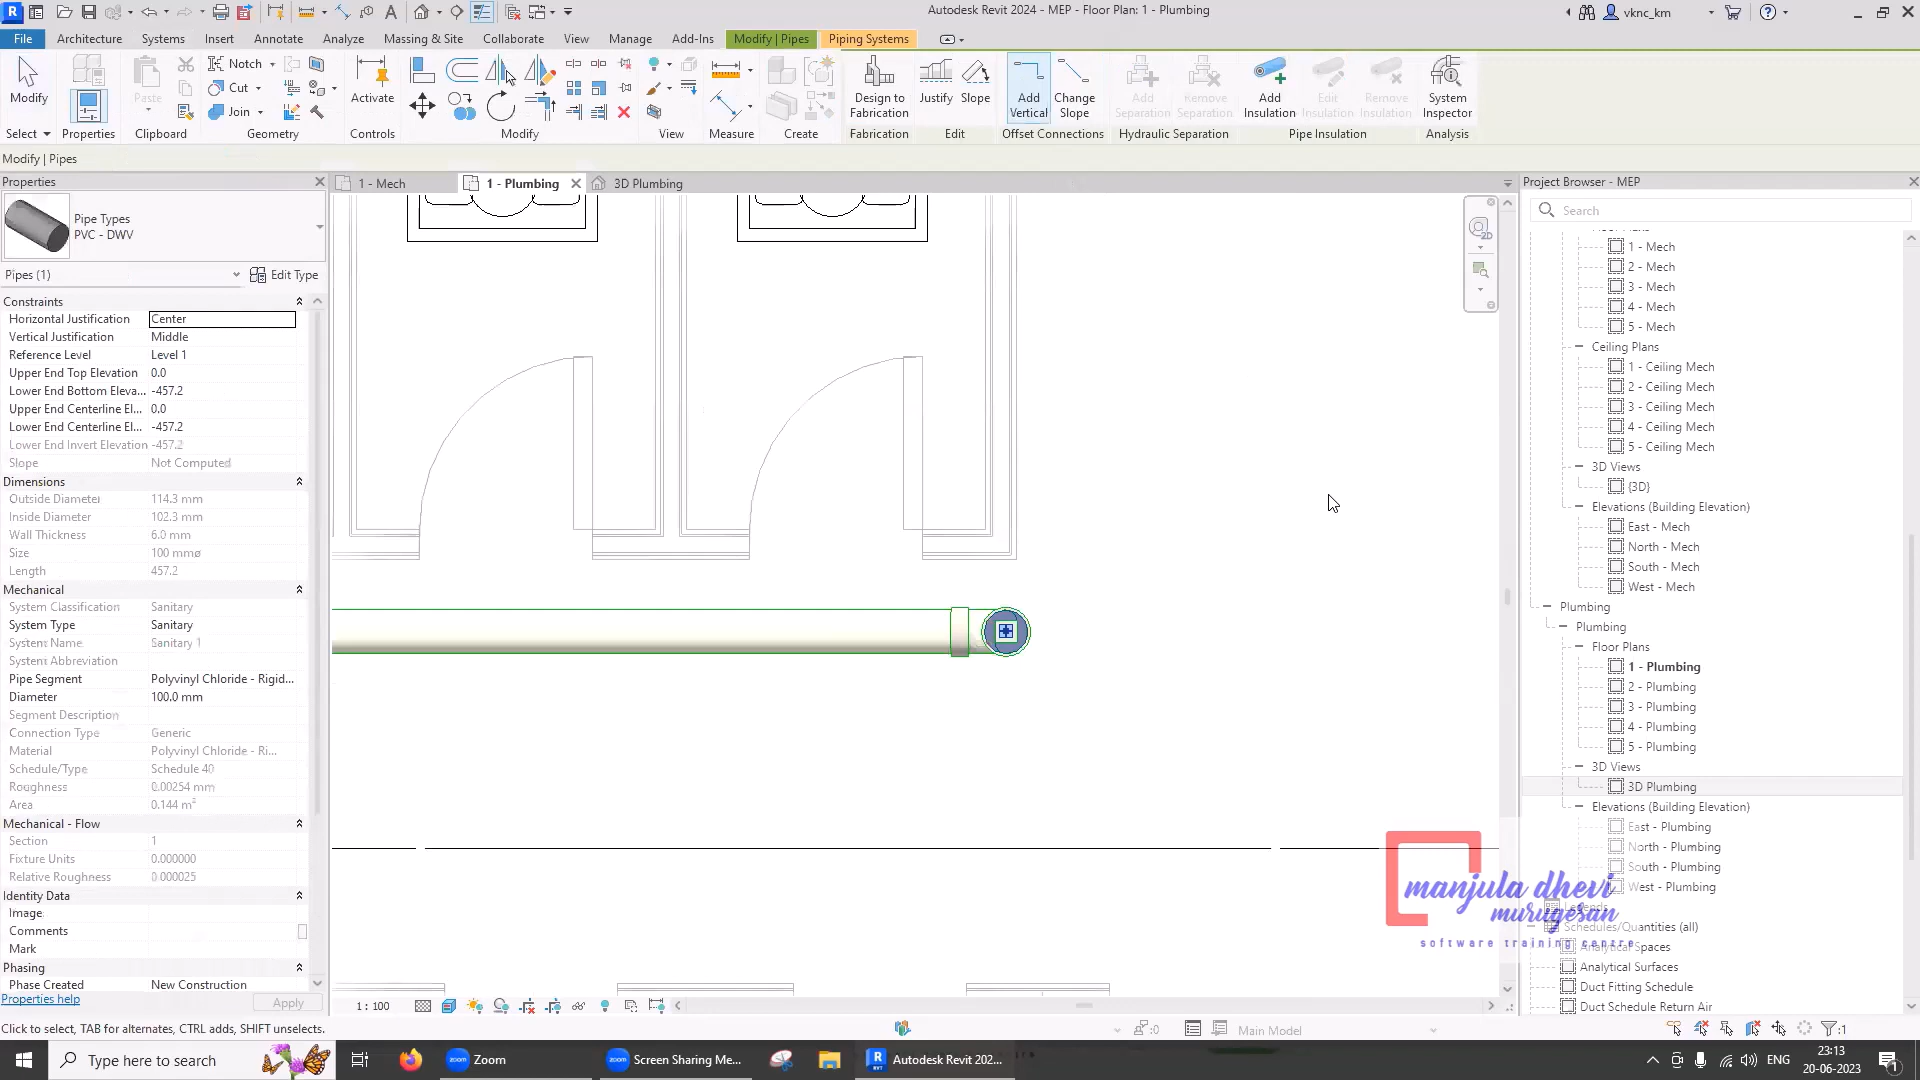 Autodesk Revit 2024 - MEP - Floor Plan: 1 - Plumbing
vknc_km
File
Architecture
Systems
Insert
Annotate
Analyze
Massing & Site
Collaborate
View
Manage
Add-Ins
Modify | Pipes
Piping Systems
Modify
Select
Properties
Paste
Clipboard
Notch
Cut
Join
Geometry
Activate
Controls
Modify
View
Measure
Create
Design to
Fabrication
Fabrication
Justify
Slope
Edit
Add
Vertical
Change
Slope
Offset Connections
Add
Separation
Remove
Separation
Hydraulic Separation
Add
Insulation
Edit
Insulation
Remove
Insulation
Pipe Insulation
System
Inspector
Analysis
Modify | Pipes
Properties
Pipe Types
PVC - DWV
Pipes (1)
Edit Type
Constraints
Horizontal Justification Center
Vertical Justification Middle
Reference Level Level 1
Upper End Top Elevation 0.0
Lower End Bottom Eleva... -457.2
Upper End Centerline El... 0.0
Lower End Centerline El... -457.2
Lower End Invert Elevation -457.2
Slope Not Computed
Dimensions
Outside Diameter 114.3 mm
Inside Diameter 102.3 mm
Wall Thickness 6.0 mm
Size 100 mmø
Length 457.2
Mechanical
System Classification Sanitary
System Type Sanitary
System Name Sanitary 1
System Abbreviation
Pipe Segment Polyvinyl Chloride - Rigid...
Diameter 100.0 mm
Segment Description
Connection Type Generic
Material Polyvinyl Chloride - Ri...
Schedule/Type Schedule 40
Roughness 0.00254 mm
Area 0.144 m²
Mechanical - Flow
Section 1
Fixture Units 0.000000
Relative Roughness 0.000025
Identity Data
Image
Comments
Mark
Phasing
Phase Created New Construction
Properties help
Apply
1 - Mech
1 - Plumbing
3D Plumbing
2D
1 : 100
Project Browser - MEP
Search
1 - Mech
2 - Mech
3 - Mech
4 - Mech
5 - Mech
Ceiling Plans
1 - Ceiling Mech
2 - Ceiling Mech
3 - Ceiling Mech
4 - Ceiling Mech
5 - Ceiling Mech
3D Views
{3D}
Elevations (Building Elevation)
East - Mech
North - Mech
South - Mech
West - Mech
Plumbing
Plumbing
Floor Plans
1 - Plumbing
2 - Plumbing
3 - Plumbing
4 - Plumbing
5 - Plumbing
3D Views
3D Plumbing
Elevations (Building Elevation)
East - Plumbing
North - Plumbing
South - Plumbing
West - Plumbing
Schedules/Quantities (all)
Analytical Spaces
Analytical Surfaces
Duct Fitting Schedule
Duct Schedule Return Air
manjula dhevi
murugesan
software training centre
Click to select, TAB for alternates, CTRL adds, SHIFT unselects.
:0
Main Model
:1
Type here to search
Zoom
Screen Sharing Me...
Autodesk Revit 202...
ENG
23:13
20-06-2023